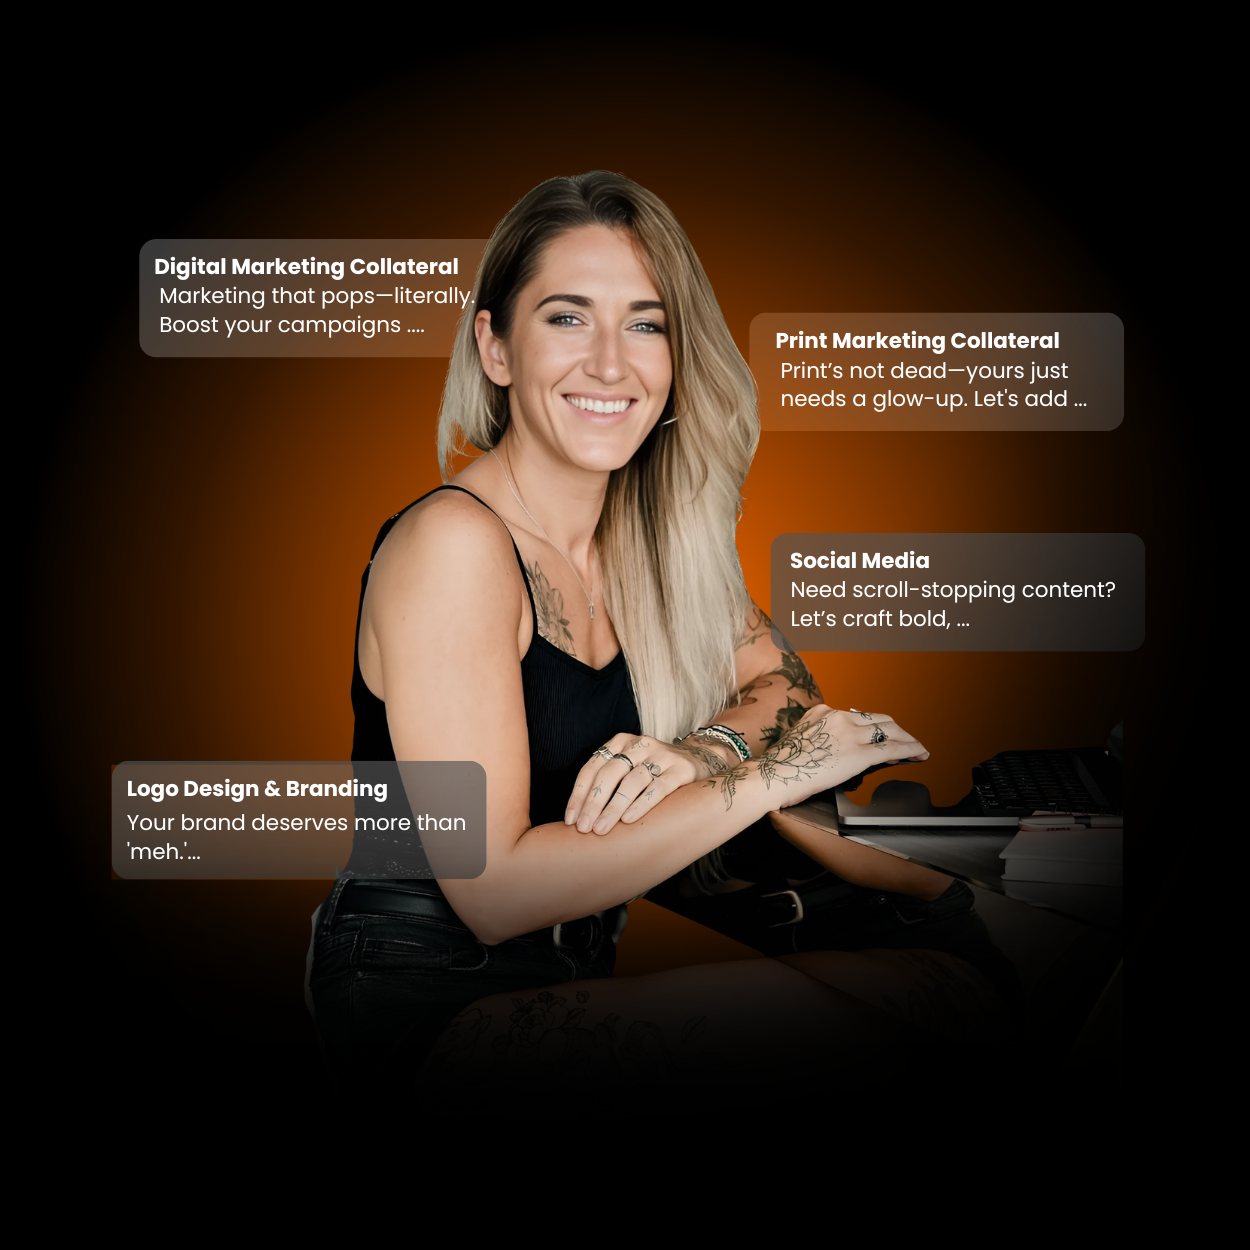 Digital Marketing Collateral
Marketing that pops—literally.
Boost your campaigns ....
Print Marketing Collateral
Print’s not dead—yours just
needs a glow-up. Let's add ...
Social Media
Need scroll-stopping content?
Let’s craft bold, ...
Logo Design & Branding
Your brand deserves more than
'meh.'...